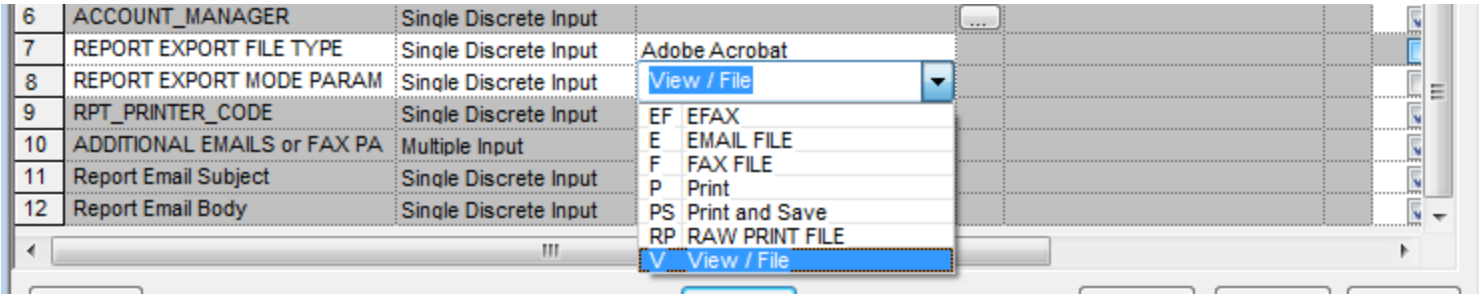 6 ACCOUNT_MANAGER Single Discrete Input ...
7 REPORT EXPORT FILE TYPE Single Discrete Input Adobe Acrobat
8 REPORT EXPORT MODE PARAM Single Discrete Input View / File
9 RPT_PRINTER_CODE Single Discrete Input
EF EFAX
10 ADDITIONAL EMAILS or FAX PA Multiple Input
E EMAIL FILE
F FAX FILE
11 Report Email Subject Single Discrete Input
P Print
12 Report Email Body Single Discrete Input
PS Print and Save
RP RAW PRINT FILE
V View / File